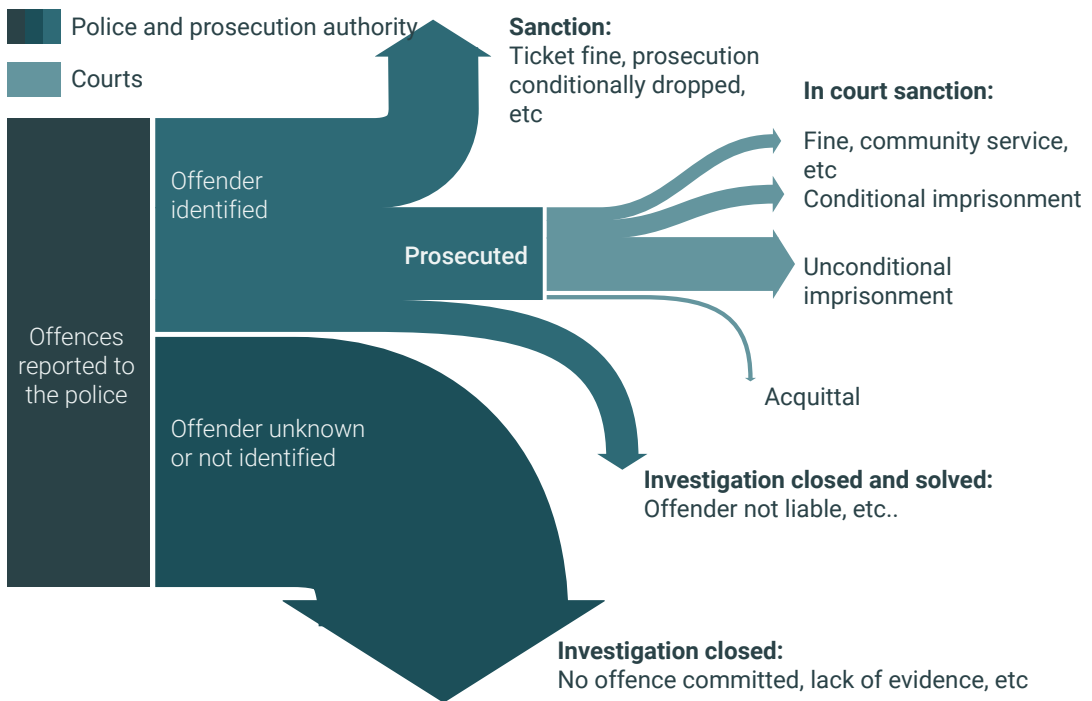 Police and prosecution authority
Courts
Sanction:
Ticket fine, prosecution
conditionally dropped,
etc
In court sanction:
Fine, community service,
etc
Conditional imprisonment
Unconditional
imprisonment
Offender
identified
Prosecuted
Offences
reported to
the police
Acquittal
Offender unknown
or not identified
Investigation closed and solved:
Offender not liable, etc..
Investigation closed:
No offence committed, lack of evidence, etc